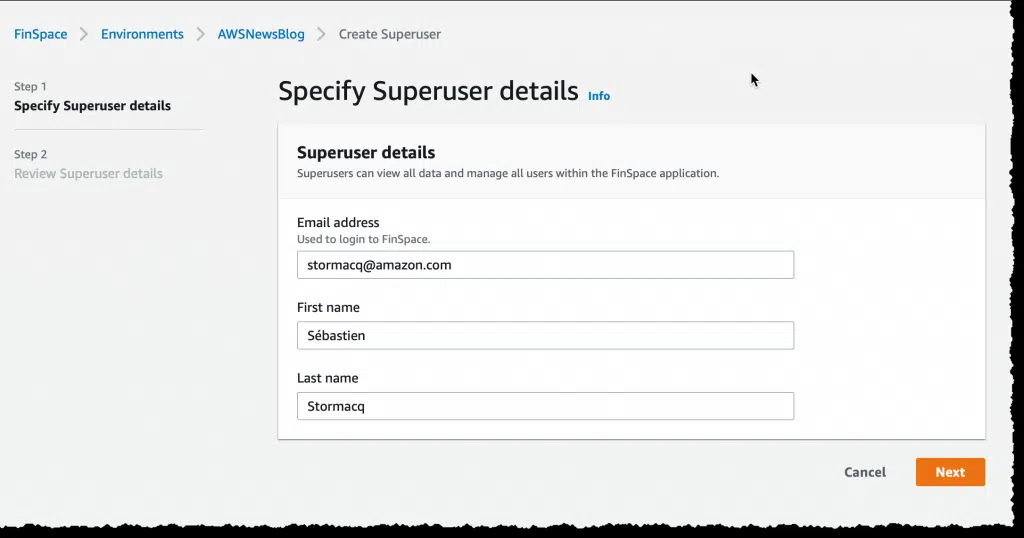 FinSpace > Environments > AWSNewsBlog > Create Superuser
Step 1
Specify Superuser details
Step 2
Review Superuser details
Specify Superuser details Info
Superuser details
Superusers can view all data and manage all users within the FinSpace application.
Email address
Used to login to FinSpace.
stormacq@amazon.com
First name
Sébastien
Last name
Stormacq
Cancel Next